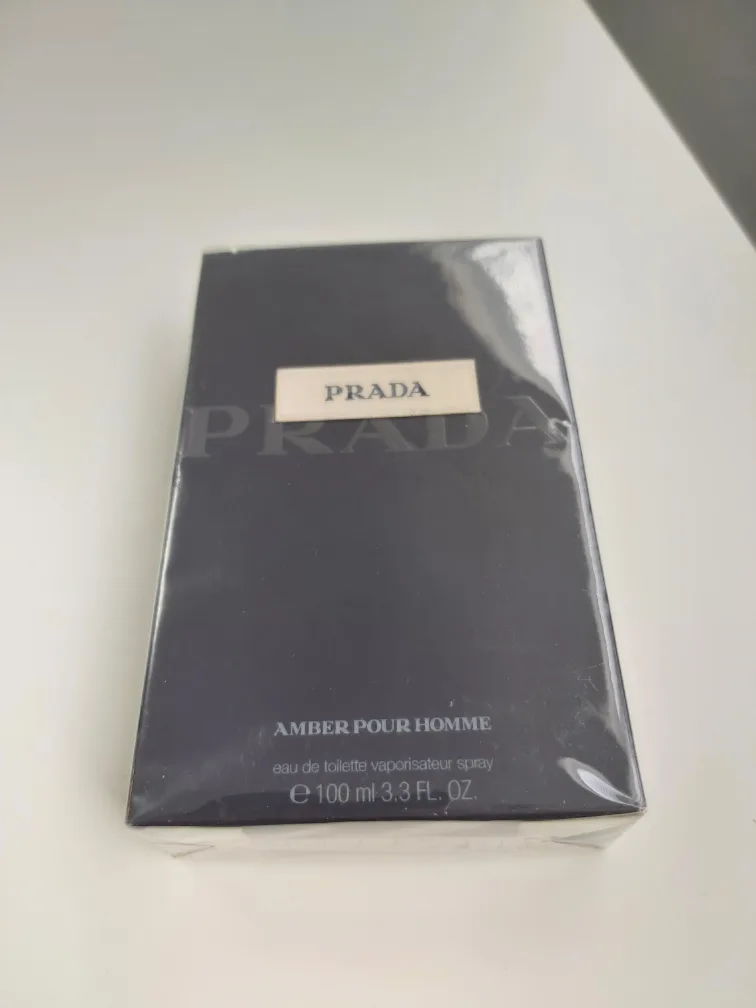 PRADA
PRADA
AMBER POUR HOMME
eau de toilette vaporisateur spray
℮ 100 ml 3.3 FL. OZ.